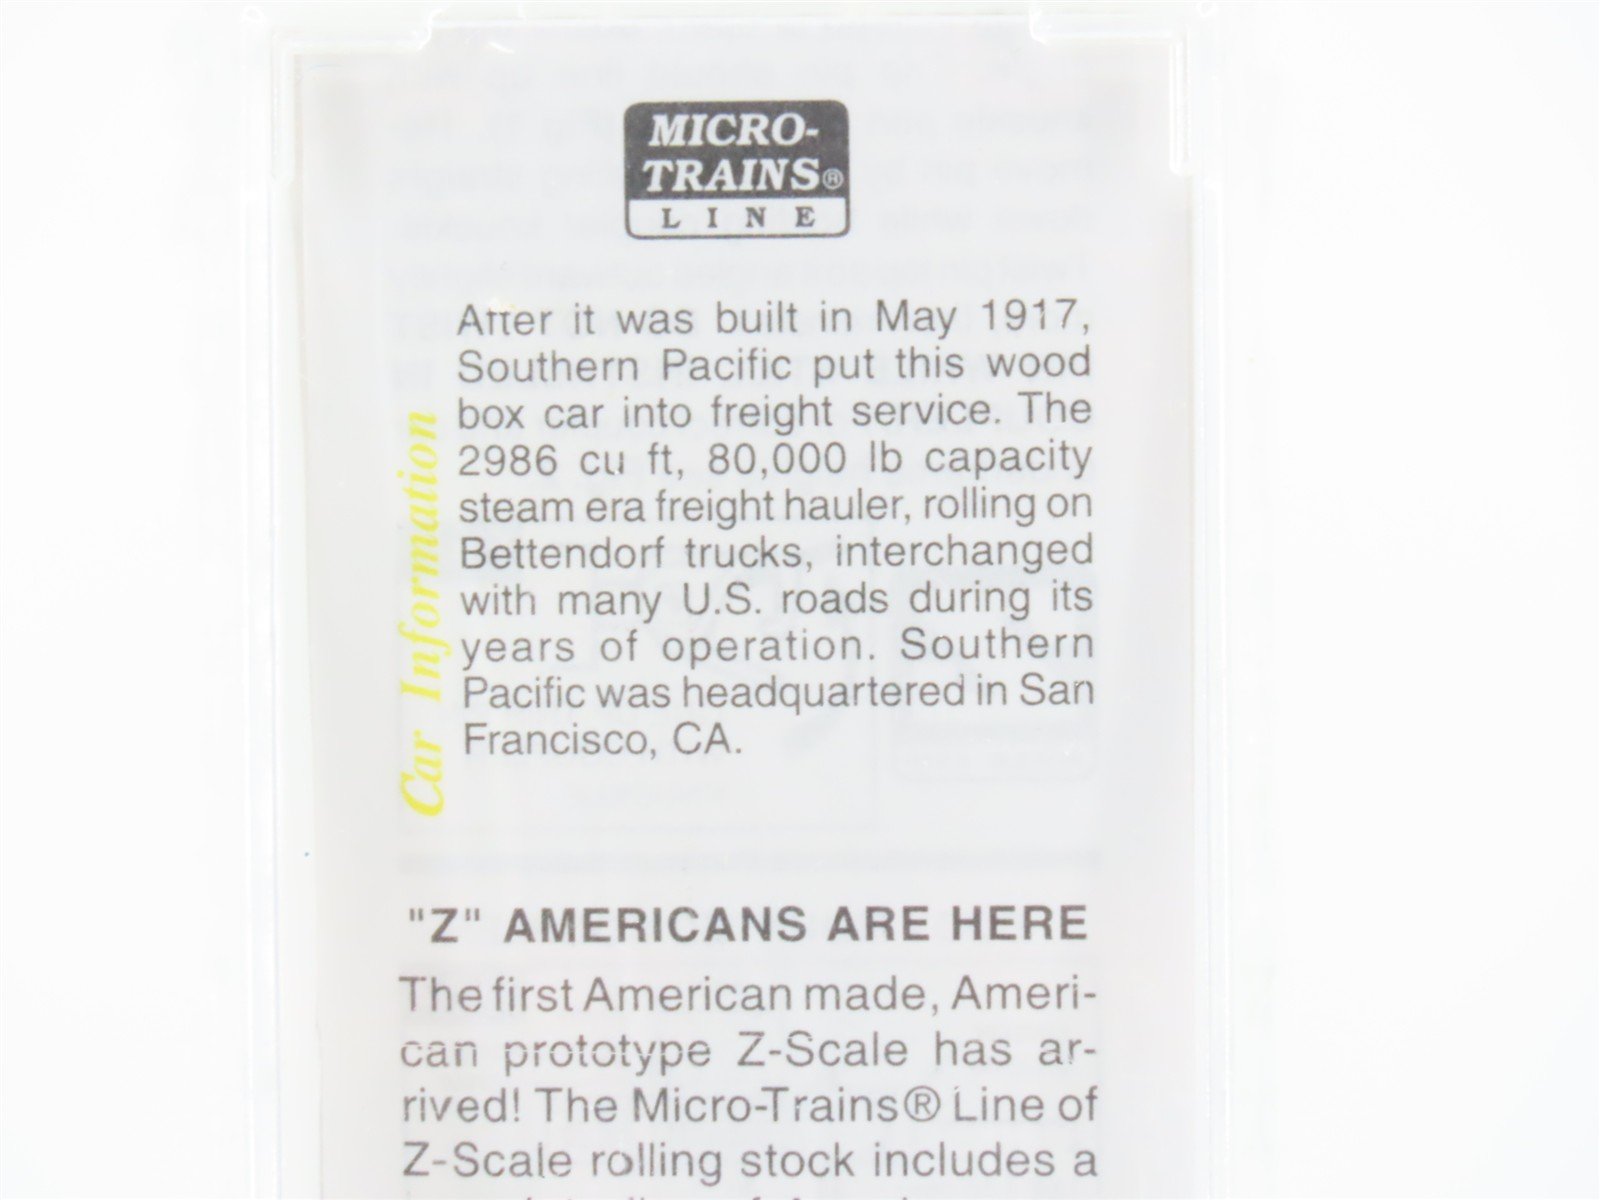 MICRO-
TRAINS®
LINE
After it was built in May 1917,
Southern Pacific put this wood
box car into freight service. The
2986 cu ft, 80,000 lb capacity
steam era freight hauler, rolling on
Bettendorf trucks, interchanged
with many U.S. roads during its
years of operation. Southern
Pacific was headquartered in San
Francisco, CA.
Car Information
"Z" AMERICANS ARE HERE
The first American made, Ameri-
can prototype Z-Scale has ar-
rived! The Micro-Trains® Line of
Z-Scale rolling stock includes a